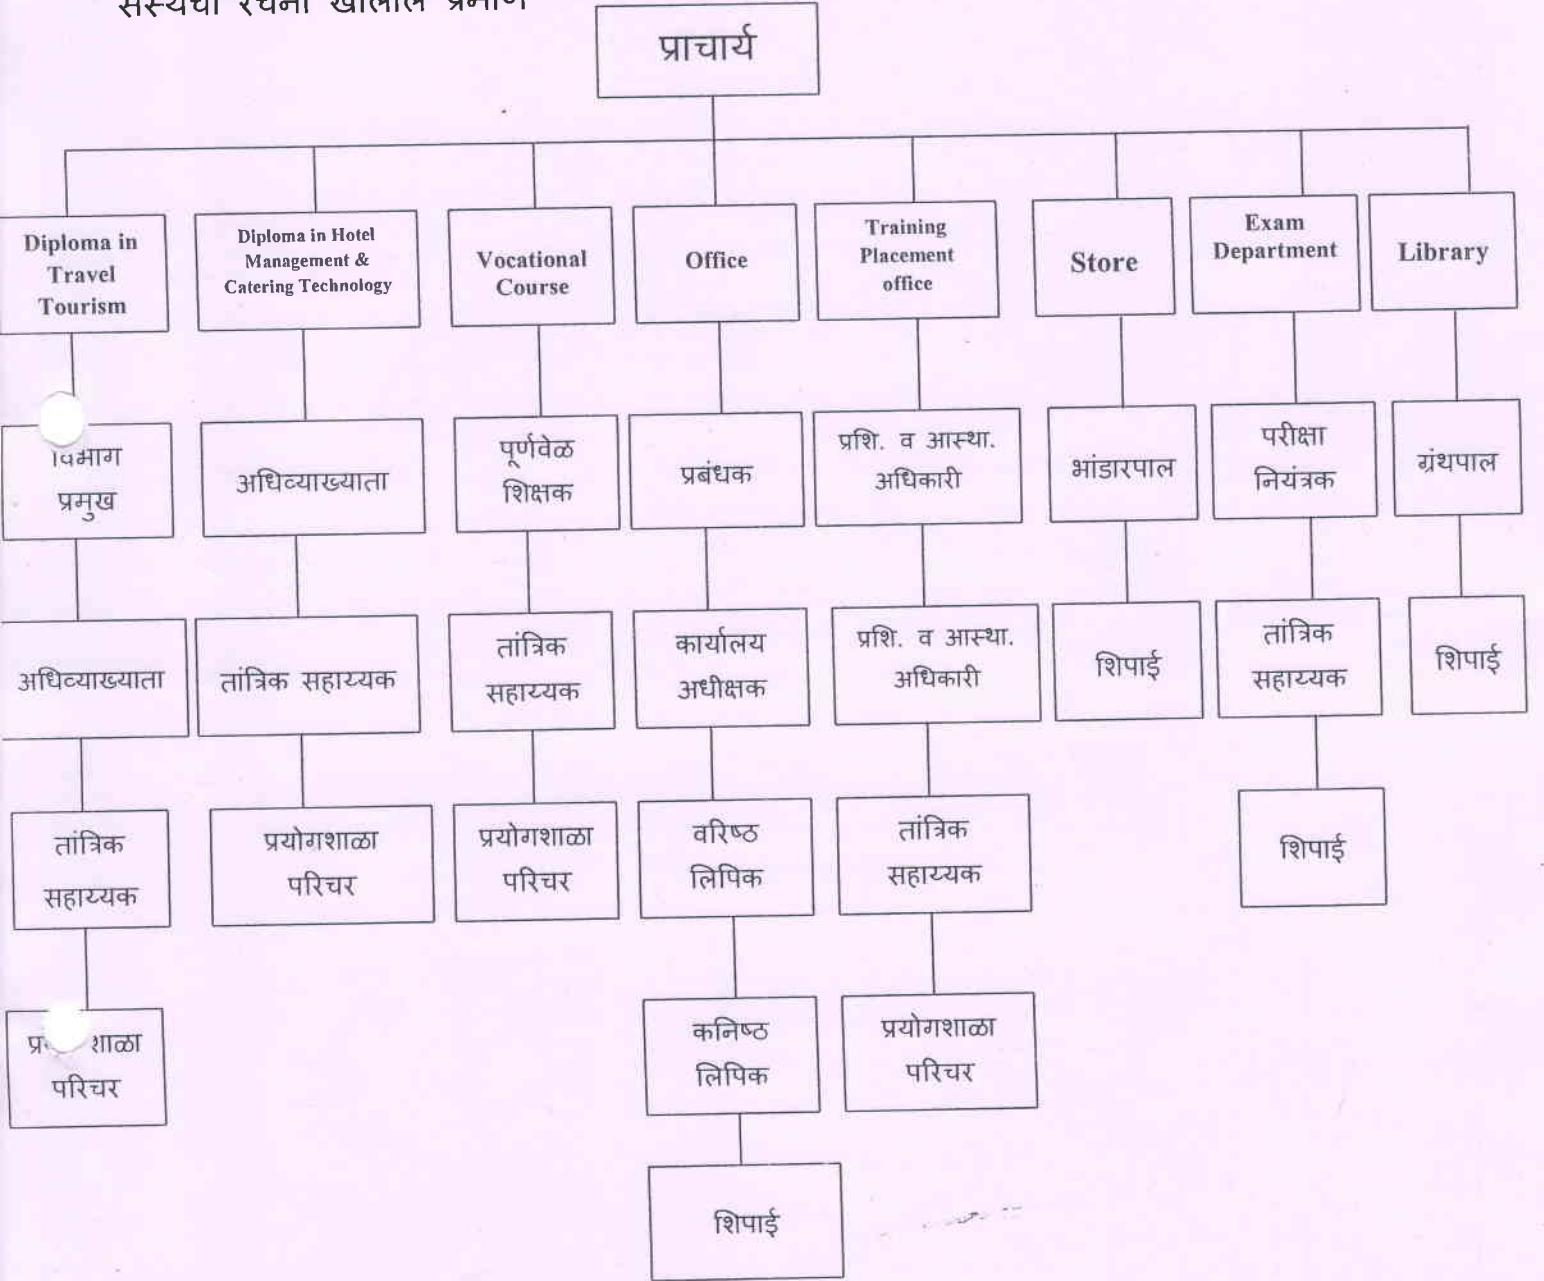 संस्थेची रचना खालील प्रमाणे
प्राचार्य
Diploma in
Travel
Tourism
Diploma in Hotel
Management &
Catering Technology
Vocational
Course
Office
Training
Placement
office
Store
Exam
Department
Library
विभाग
प्रमुख
अधिव्याख्याता
पूर्णवेळ
शिक्षक
प्रबंधक
प्रशि. व आस्था.
अधिकारी
भांडारपाल
परीक्षा
नियंत्रक
ग्रंथपाल
अधिव्याख्याता
तांत्रिक सहाय्यक
तांत्रिक
सहाय्यक
कार्यालय
अधीक्षक
प्रशि. व आस्था.
अधिकारी
शिपाई
तांत्रिक
सहाय्यक
शिपाई
तांत्रिक
सहाय्यक
प्रयोगशाळा
परिचर
प्रयोगशाळा
परिचर
वरिष्ठ
लिपिक
तांत्रिक
सहाय्यक
शिपाई
परिचर
कनिष्ठ
लिपिक
प्रयोगशाळा
परिचर
शिपाई